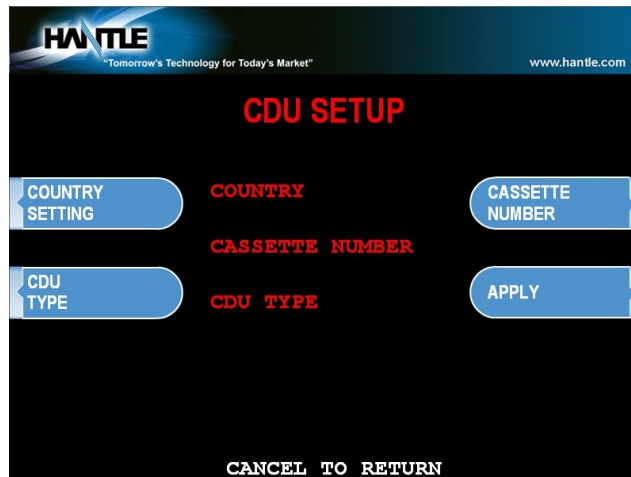 HANTLE
"Tomorrow's Technology for Today's Market"
www.hantle.com
CDU SETUP
COUNTRY
SETTING
COUNTRY
CASSETTE
NUMBER
CASSETTE NUMBER
CDU
TYPE
CDU TYPE
APPLY
CANCEL TO RETURN